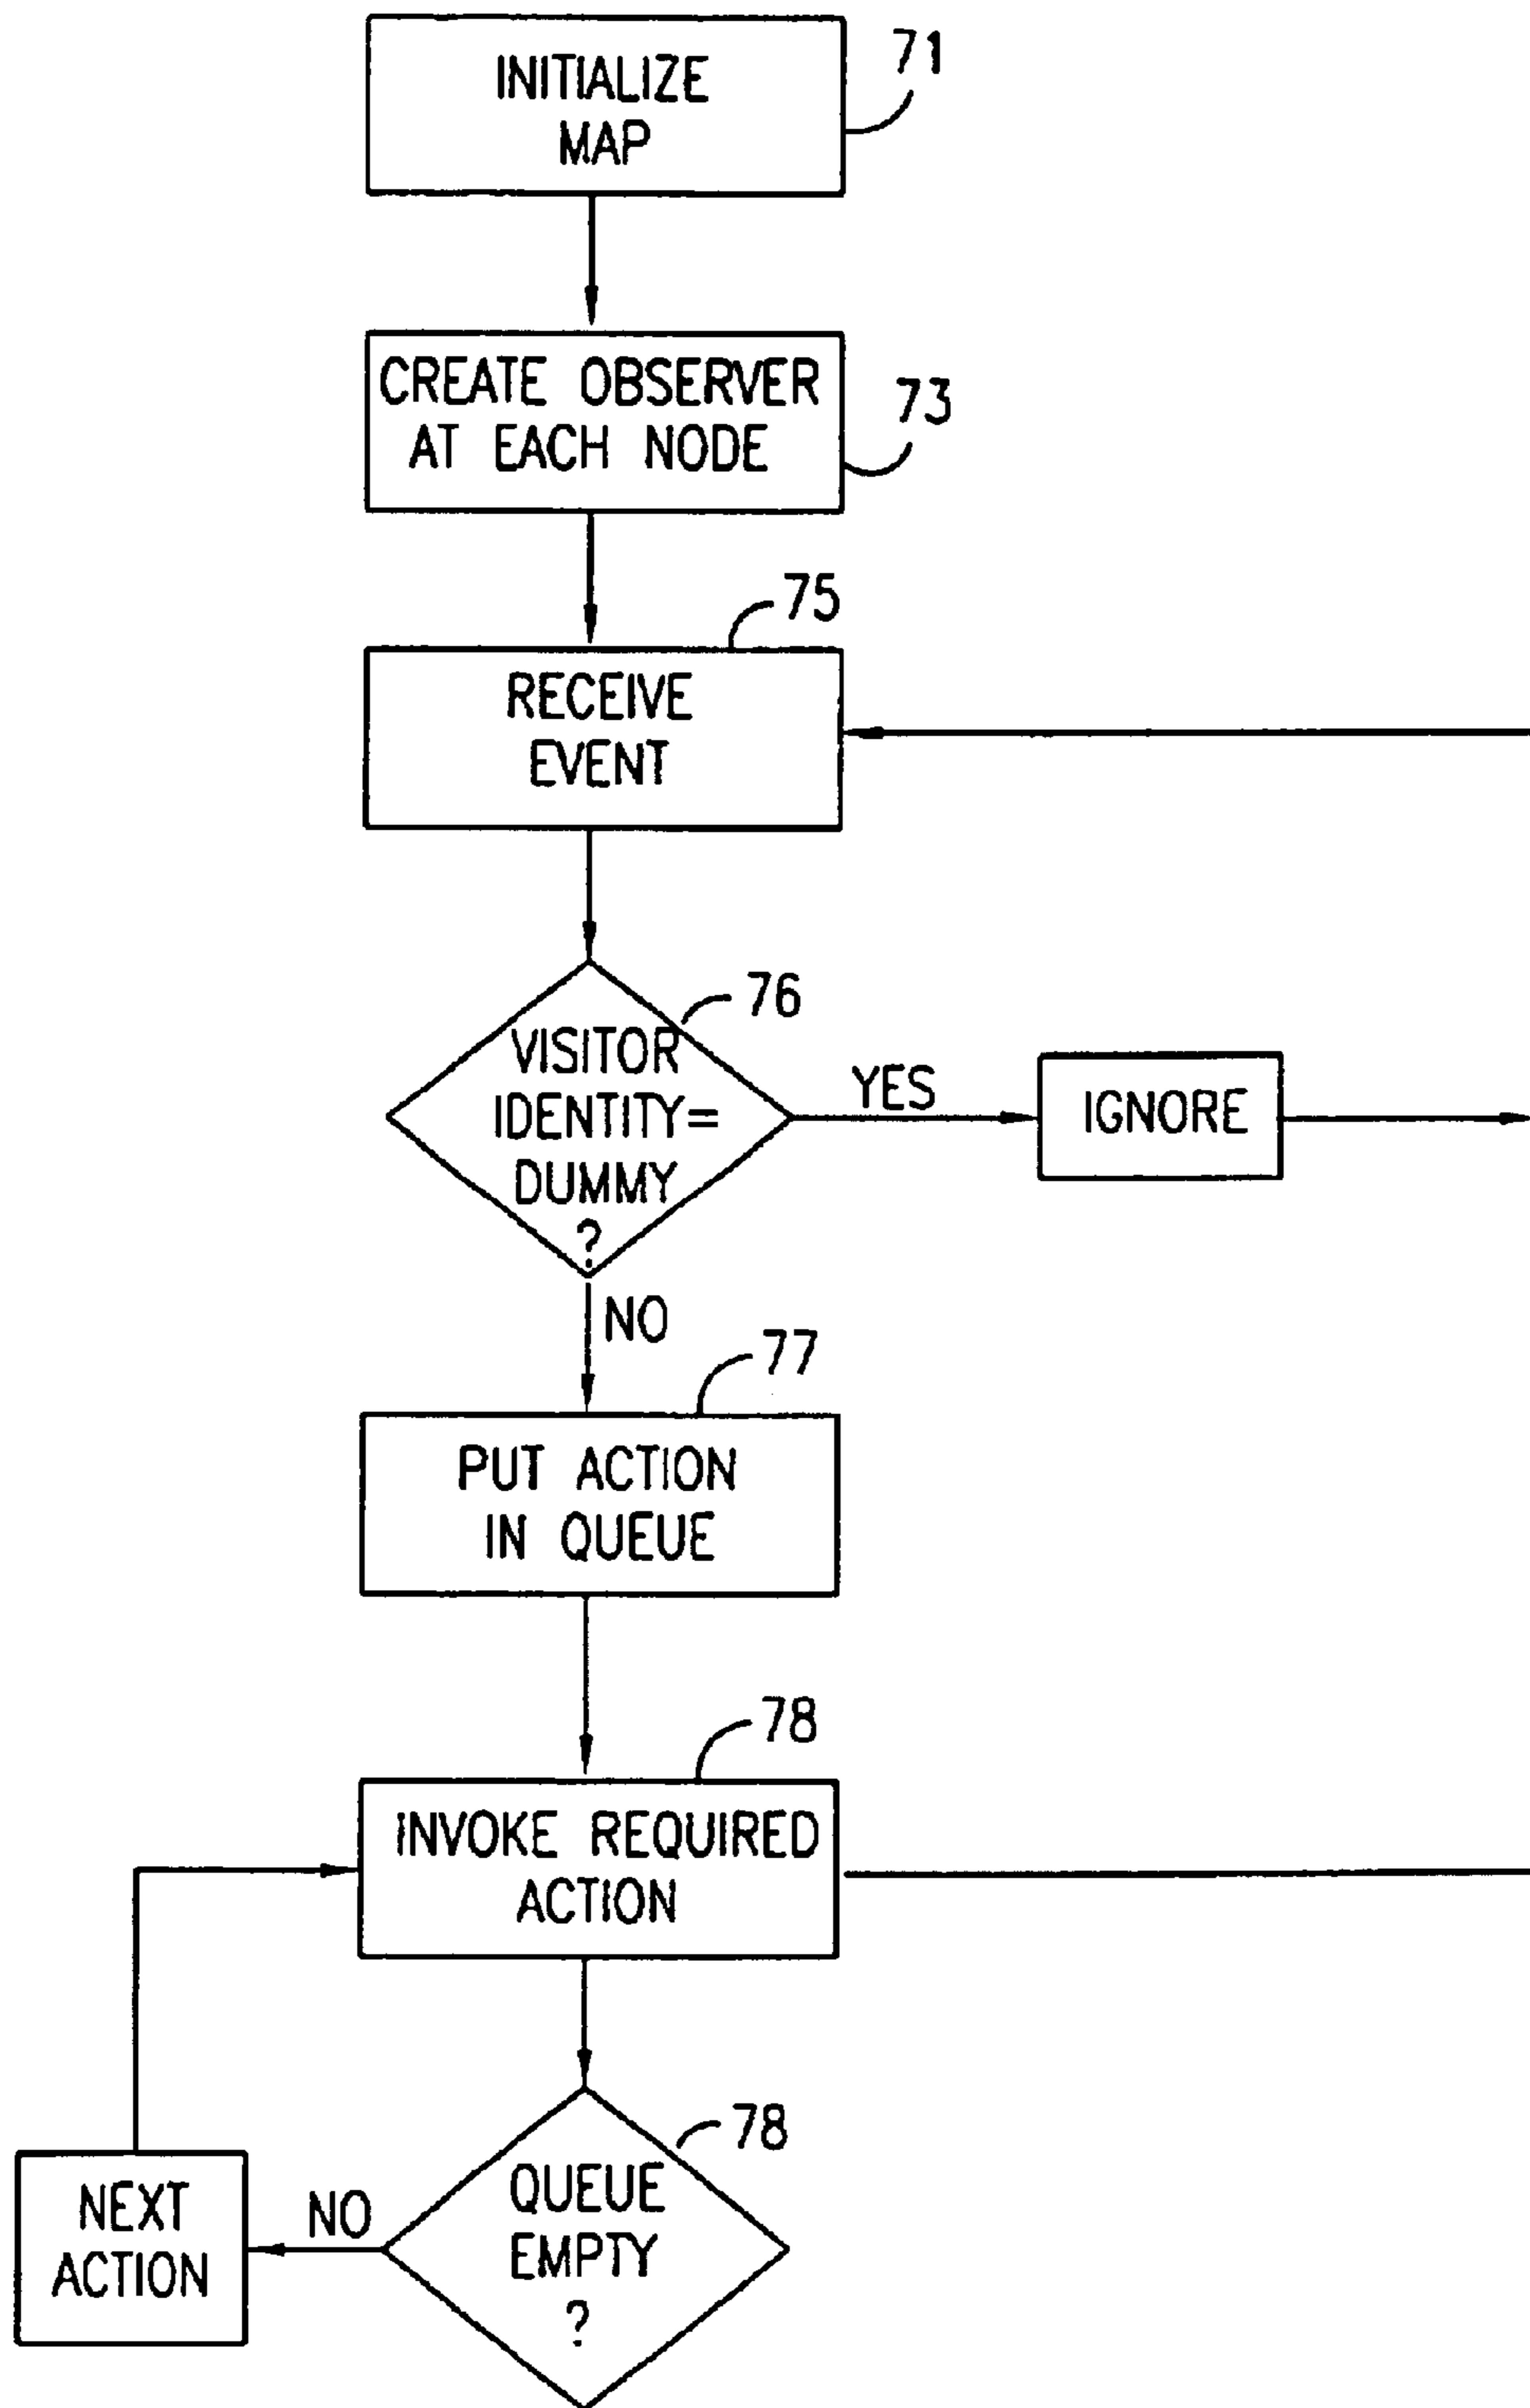 INITIALIZE
MAP
71
CREATE OBSERVER
AT EACH NODE
73
75
RECEIVE
EVENT
76
VISITOR
IDENTITY=
DUMMY
?
YES
IGNORE
NO
77
PUT ACTION
IN QUEUE
78
INVOKE REQUIRED
ACTION
78
QUEUE
EMPTY
?
NO
NEXT
ACTION